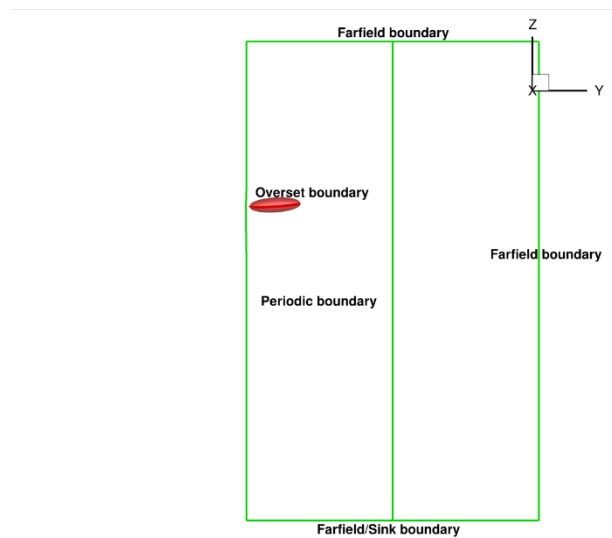 Farfield boundary
Z
X
Y
Overset boundary
Farfield boundary
Periodic boundary
Farfield/Sink boundary